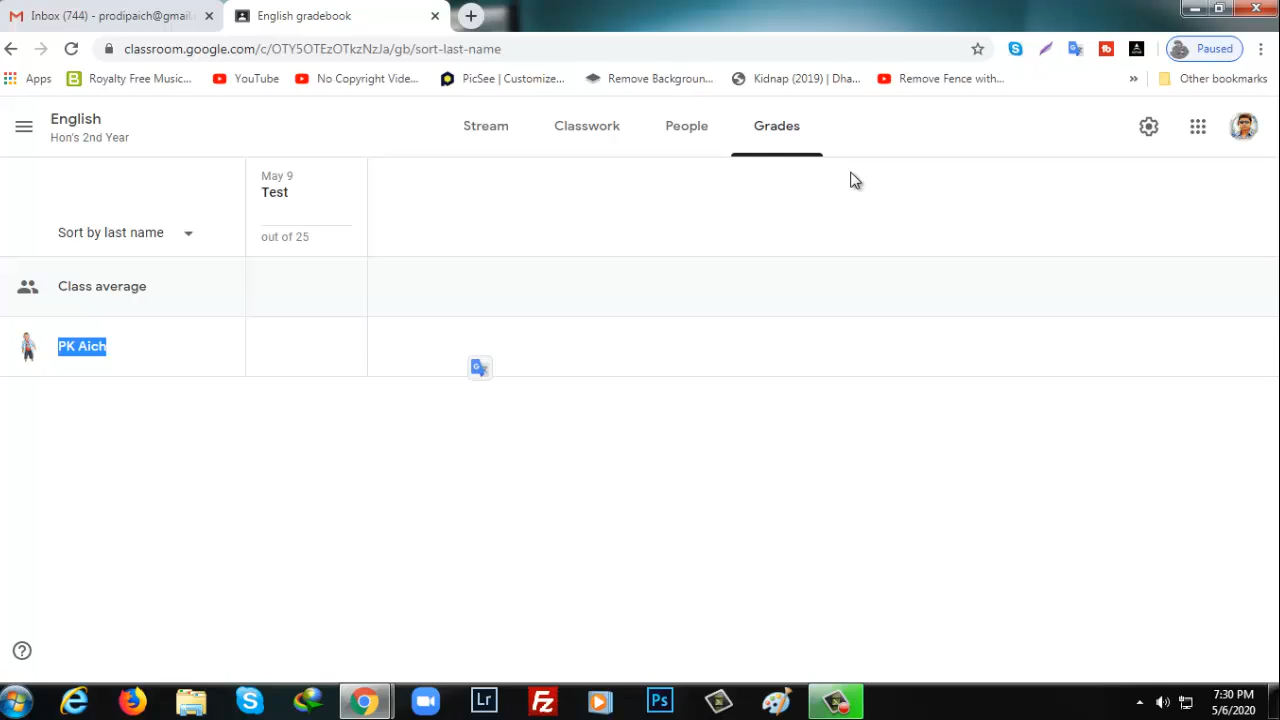 Inbox (744) - prodipaich@gmail.
English gradebook
classroom.google.com/c/OTY5OTEzOTkzNzJa/gb/sort-last-name
Paused
Apps
Royalty Free Music...
YouTube
No Copyright Vide...
PicSee | Customize...
Remove Backgroun...
Kidnap (2019) | Dha...
Remove Fence with...
»
Other bookmarks
English
Hon's 2nd Year
Stream
Classwork
People
Grades
May 9
Test
Sort by last name
out of 25
Class average
PK Aich
7:30 PM
5/6/2020